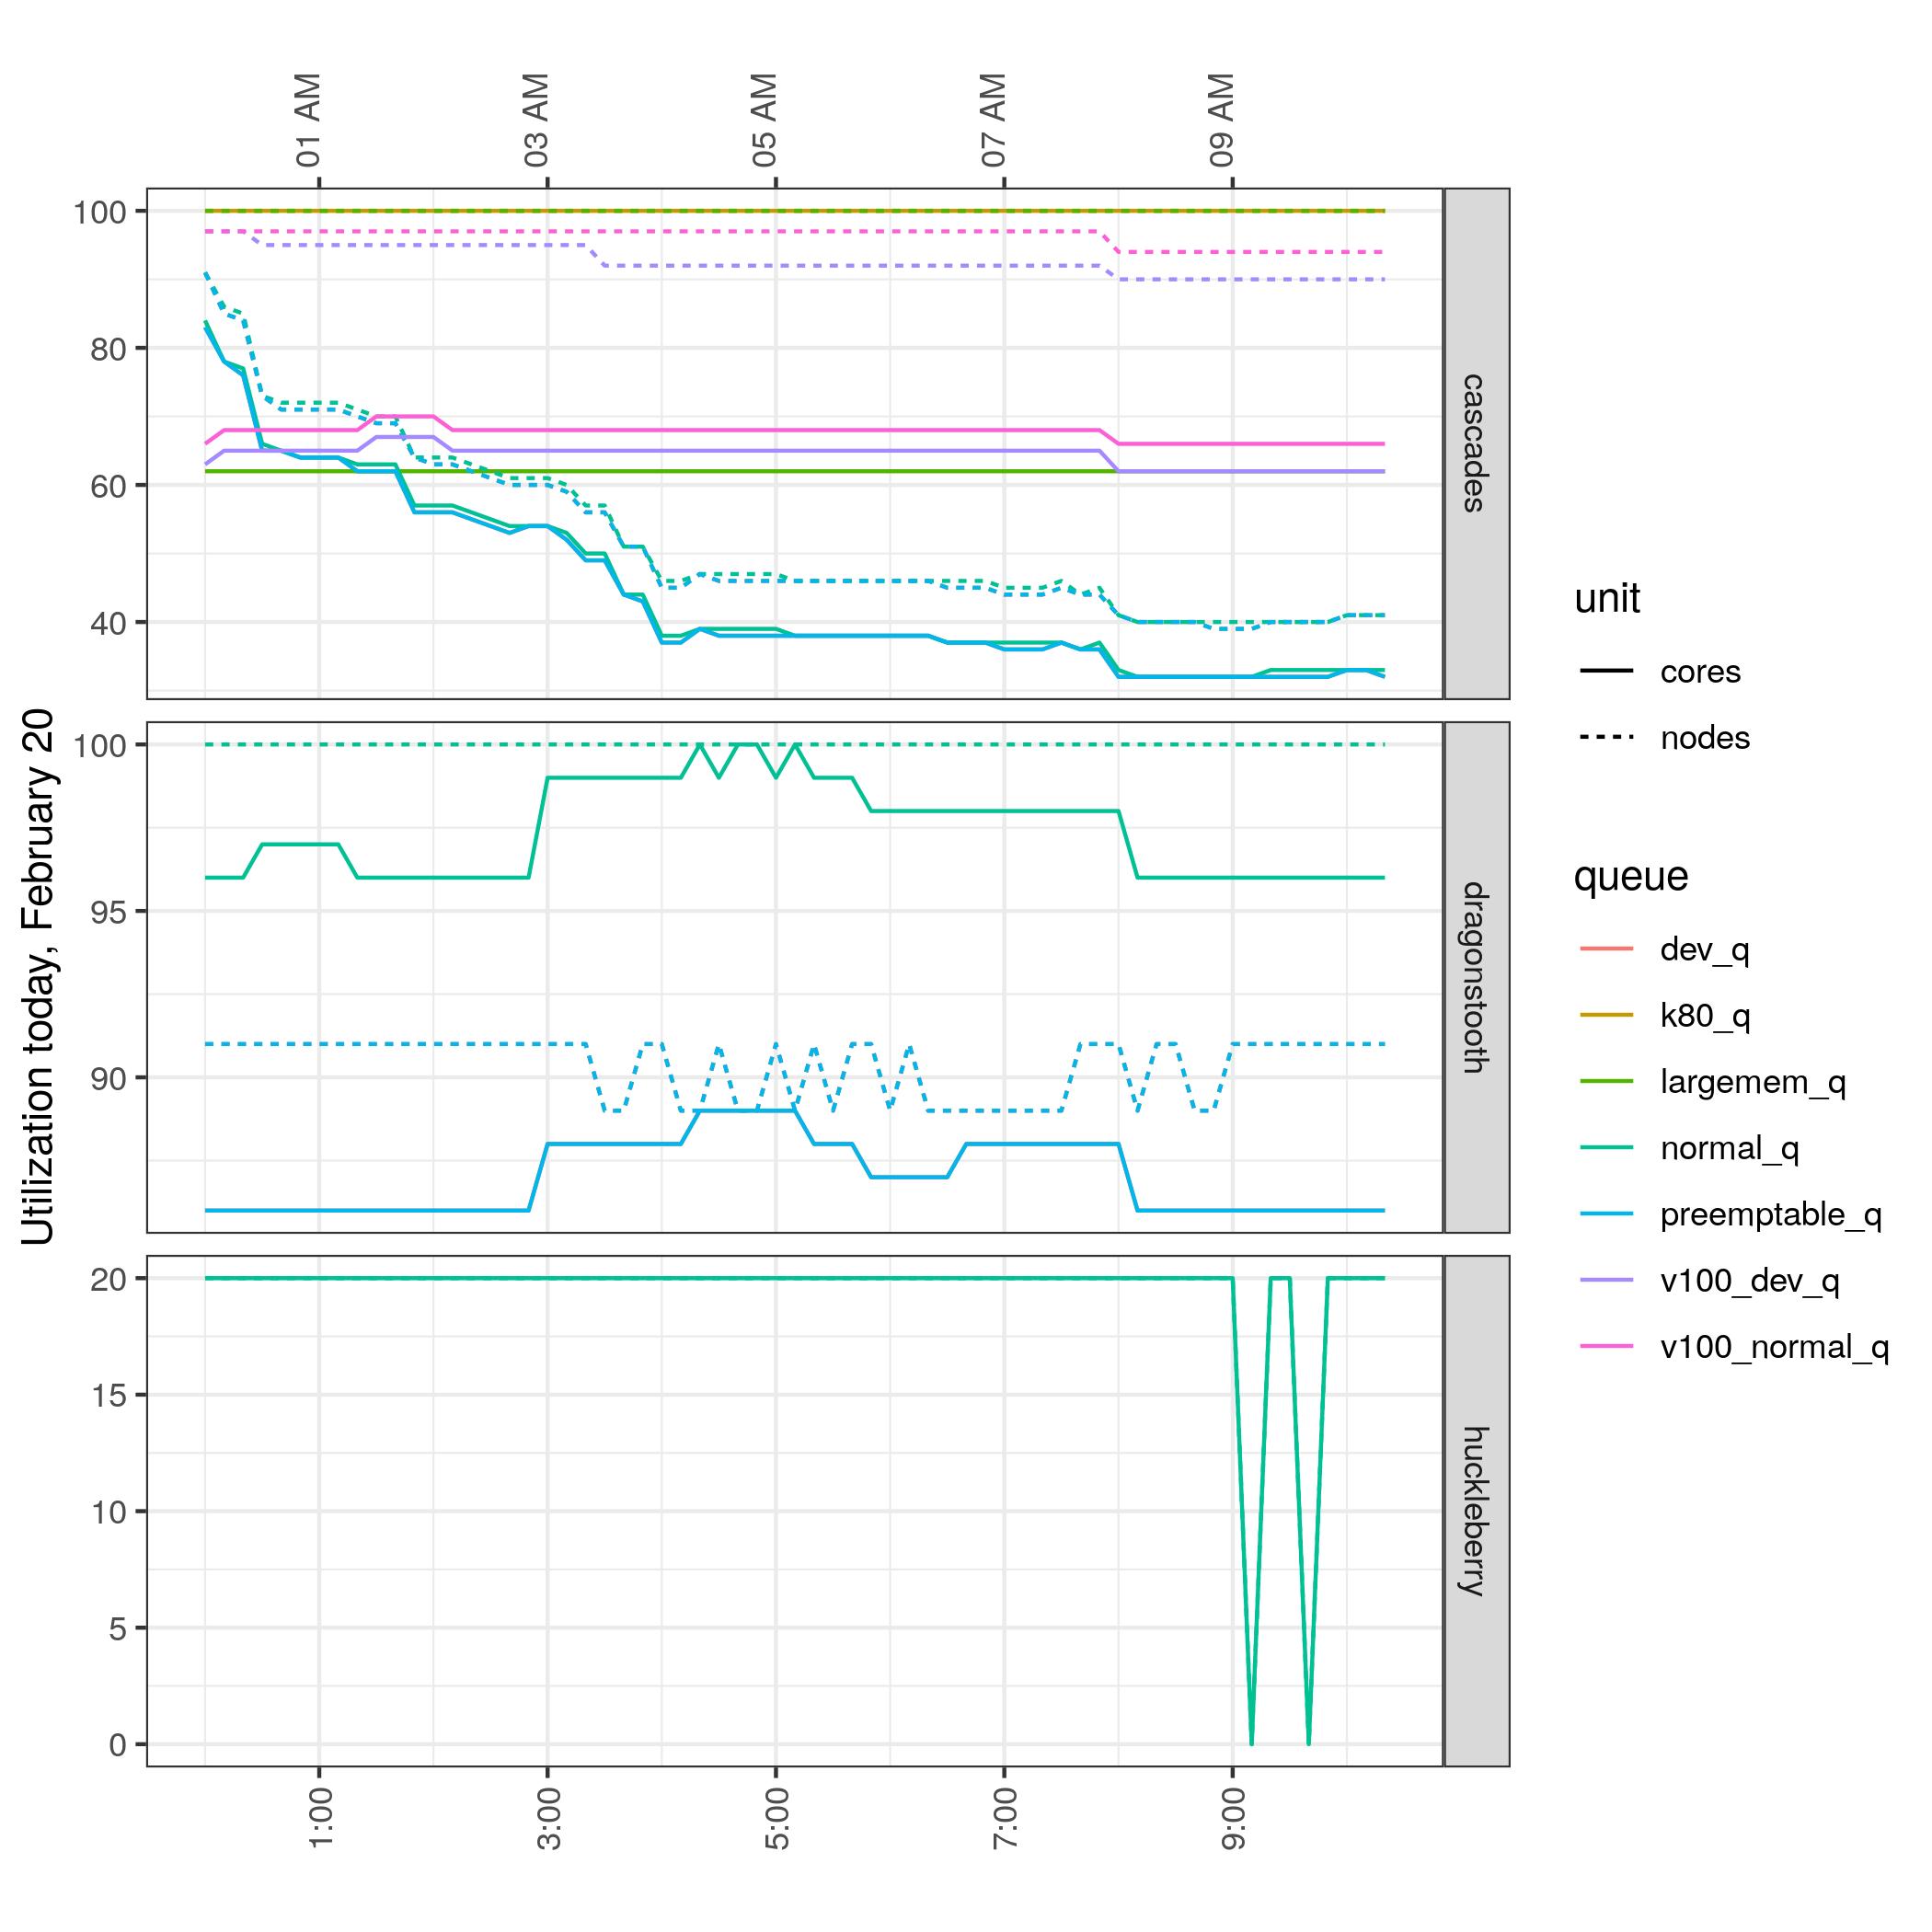 01 AM
03 AM
05 AM
07 AM
09 AM
100
80
60
40
cascades
100
95
90
dragonstooth
20
15
10
5
0
huckleberry
1:00
3:00
5:00
7:00
9:00
Utilization today, February 20
unit
cores
nodes
queue
dev_q
k80_q
largemem_q
normal_q
preemptable_q
v100_dev_q
v100_normal_q